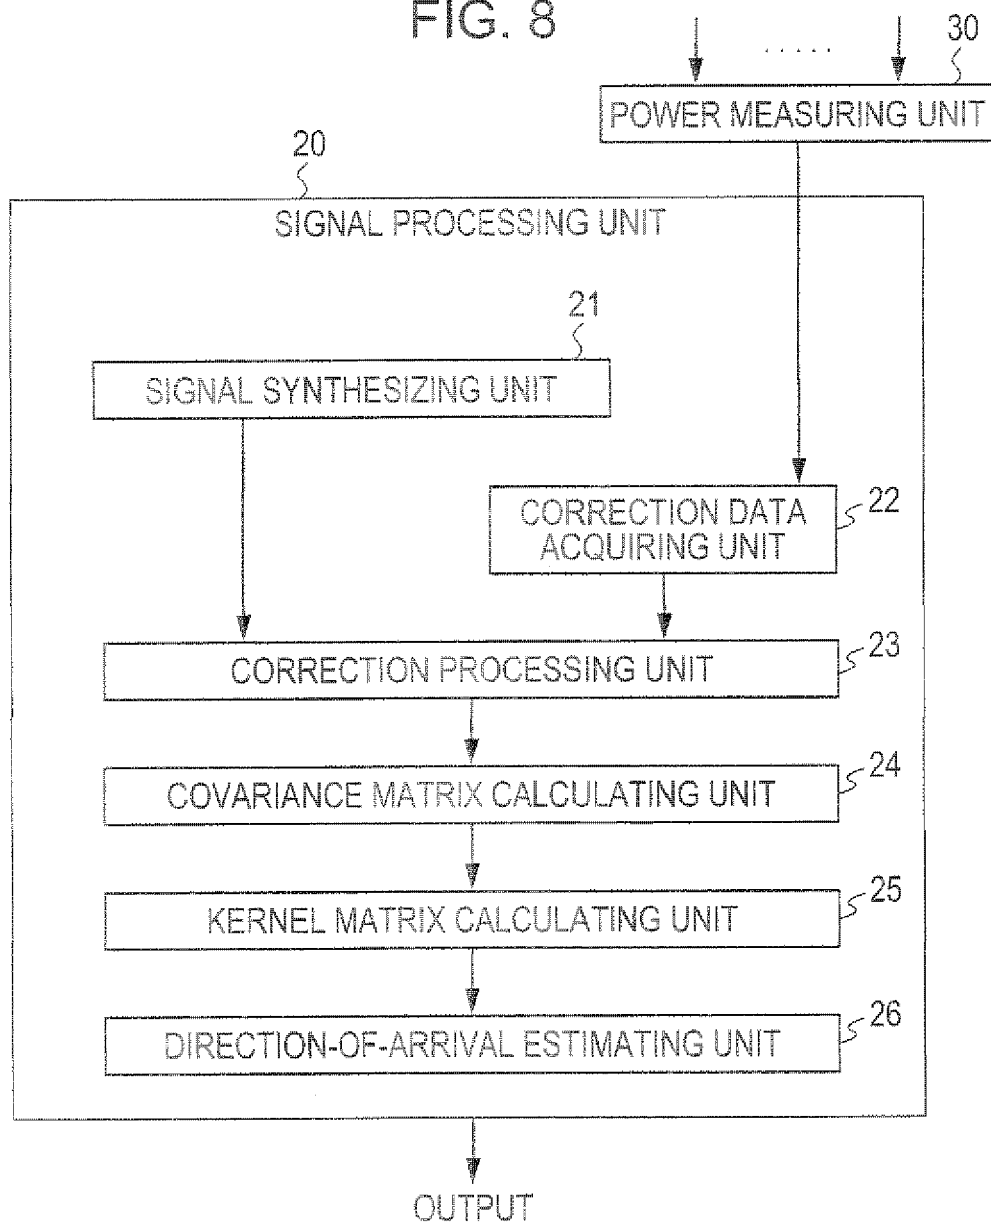 FIG. 8
30
.....
POWER MEASURING UNIT
20
SIGNAL PROCESSING UNIT
21
SIGNAL SYNTHESIZING UNIT
22
CORRECTION DATA
ACQUIRING UNIT
23
CORRECTION PROCESSING UNIT
24
COVARIANCE MATRIX CALCULATING UNIT
25
KERNEL MATRIX CALCULATING UNIT
26
DIRECTION-OF-ARRIVAL ESTIMATING UNIT
OUTPUT